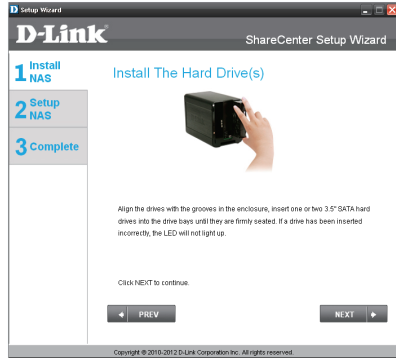 D Setup Wizard
D-Link
ShareCenter Setup Wizard
1 Install
NAS
2 Setup
NAS
3 Complete
Install The Hard Drive(s)
Align the drives with the grooves in the enclosure, insert one or two 3.5" SATA hard
drives into the drive bays until they are firmly seated. If a drive has been inserted
incorrectly, the LED will not light up.
Click NEXT to continue.
PREV
NEXT
Copyright © 2010-2012 D-Link Corporation Inc. All rights reserved.